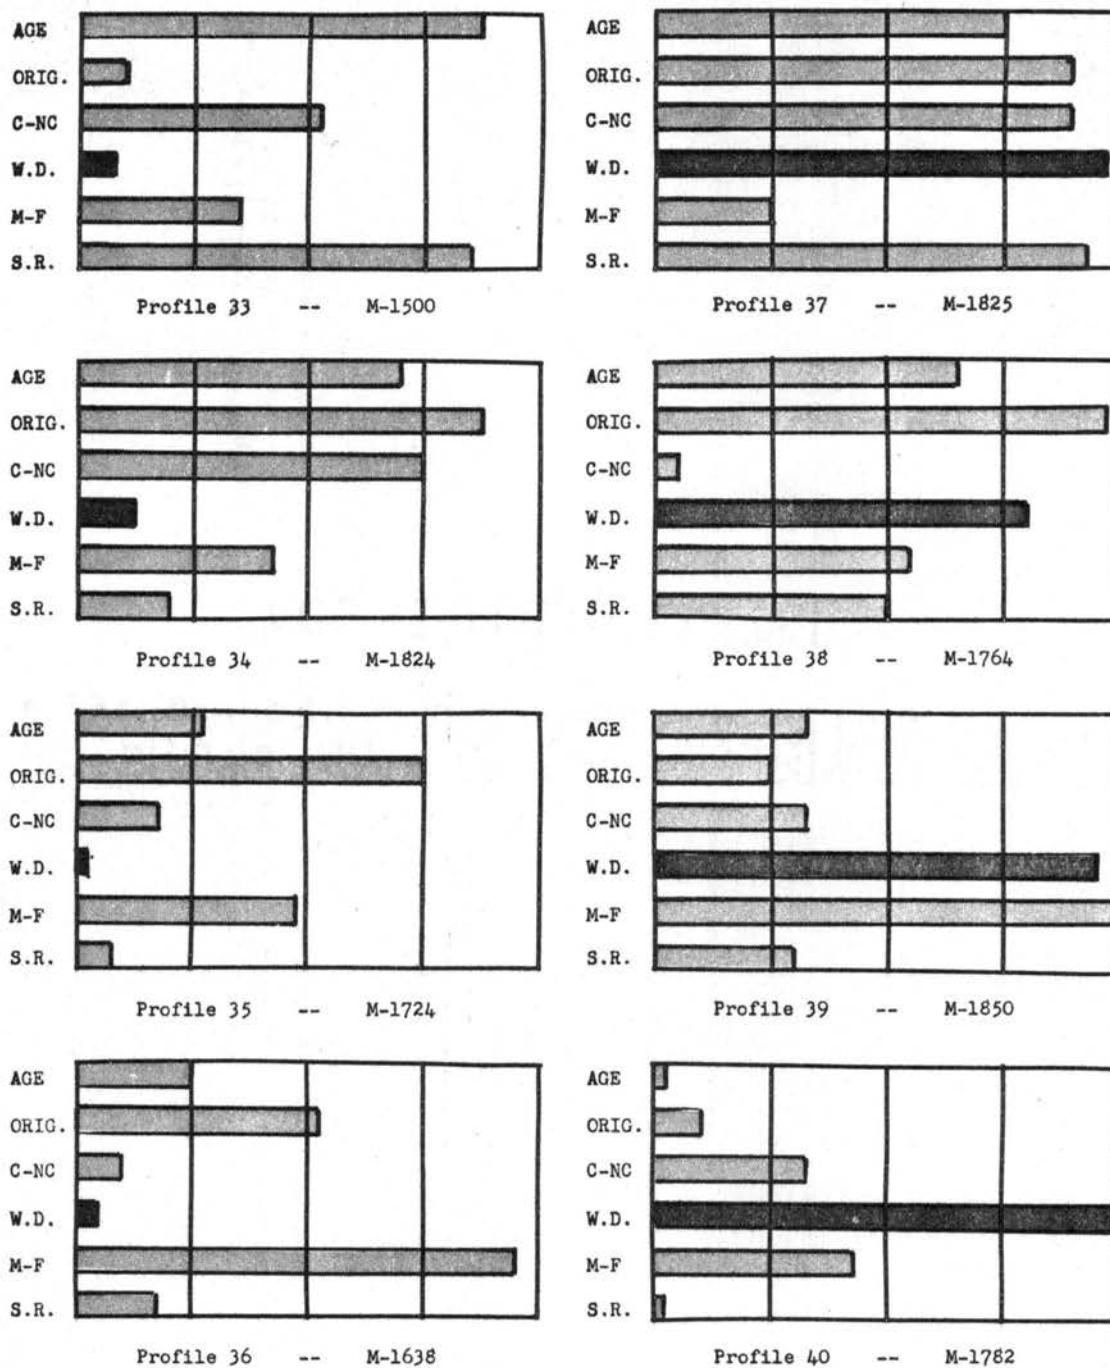 AGE
ORIG.
C-NC
W.D.
M-F
S.R.
Profile 33 -- M-1500
AGE
ORIG.
C-NC
W.D.
M-F
S.R.
Profile 37 -- M-1825
AGE
ORIG.
C-NC
W.D.
M-F
S.R.
Profile 34 -- M-1824
AGE
ORIG.
C-NC
W.D.
M-F
S.R.
Profile 38 -- M-1764
AGE
ORIG.
C-NC
W.D.
M-F
S.R.
Profile 35 -- M-1724
AGE
ORIG.
C-NC
W.D.
M-F
S.R.
Profile 39 -- M-1850
AGE
ORIG.
C-NC
W.D.
M-F
S.R.
Profile 36 -- M-1638
AGE
ORIG.
C-NC
W.D.
M-F
S.R.
Profile 40 -- M-1782